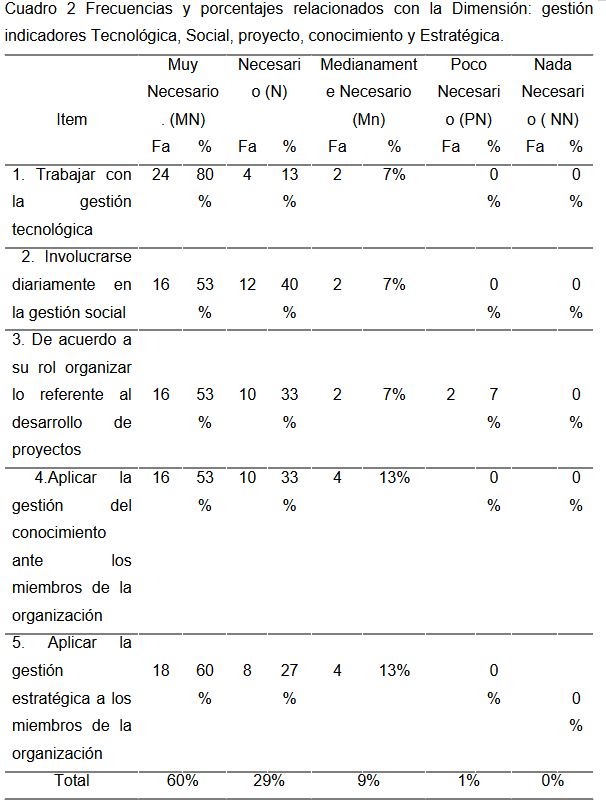 Cuadro 2 Frecuencias y porcentajes relacionados con la Dimensión: gestión
indicadores Tecnológica, Social, proyecto, conocimiento y Estratégica.
Muy Necesari Medianament Poco Nada
Necesario o (N) e Necesario Necesari Necesari
Item . (MN) (Mn) o (PN) o ( NN)
Fa % Fa % Fa % Fa % Fa %
1. Trabajar con 24 80 4 13 2 7% 0 0
la gestión % % % %
tecnológica
2. Involucrarse
diariamente en 16 53 12 40 2 7% 0 0
la gestión social % % % %
3. De acuerdo a
su rol organizar
lo referente al 16 53 10 33 2 7% 2 7 0
desarrollo de % % % %
proyectos
4.Aplicar la 16 53 10 33 4 13% 0 0
gestión del % % % %
conocimiento
ante los
miembros de la
organización
5. Aplicar la
gestión 18 60 8 27 4 13% 0
estratégica a los % % % 0
miembros de la %
organización
Total 60% 29% 9% 1% 0%